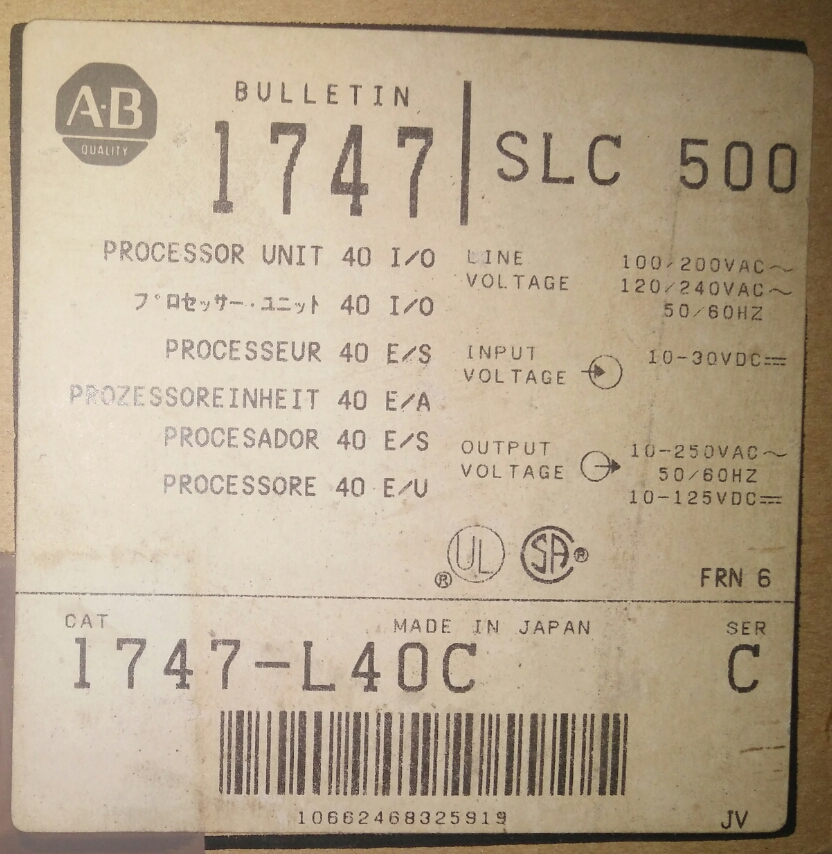 A·B
QUALITY
BULLETIN
1747
SLC 500
PROCESSOR UNIT 40 I/O
プロセッサー・ユニット 40 I/O
PROCESSEUR 40 E/S
PROZESSOREINHEIT 40 E/A
PROCESADOR 40 E/S
PROCESSORE 40 E/U
LINE VOLTAGE
100/200VAC~
120/240VAC~
50/60HZ
INPUT VOLTAGE
10-30VDC⎓
OUTPUT VOLTAGE
10-250VAC~
50/60HZ
10-125VDC⎓
UL ®
SA ®
FRN 6
CAT
MADE IN JAPAN
SER
1747-L40C
C
10662468325919
JV